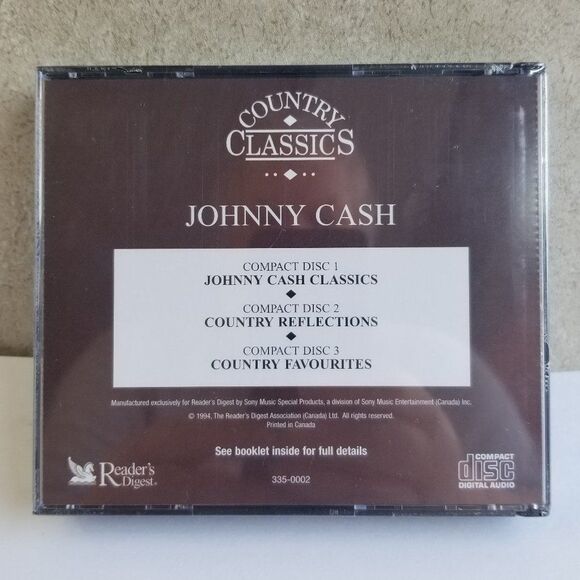 COUNTRY
CLASSICS
JOHNNY CASH
COMPACT DISC 1
JOHNNY CASH CLASSICS
COMPACT DISC 2
COUNTRY REFLECTIONS
COMPACT DISC 3
COUNTRY FAVOURITES
Manufactured exclusively for Reader's Digest by Sony Music Special Products, a division of Sony Music Entertainment (Canada) Inc.
© 1994, The Reader's Digest Association (Canada) Ltd. All rights reserved.
Printed in Canada
See booklet inside for full details
Reader's
Digest®
335-0002
COMPACT
disc
DIGITAL AUDIO